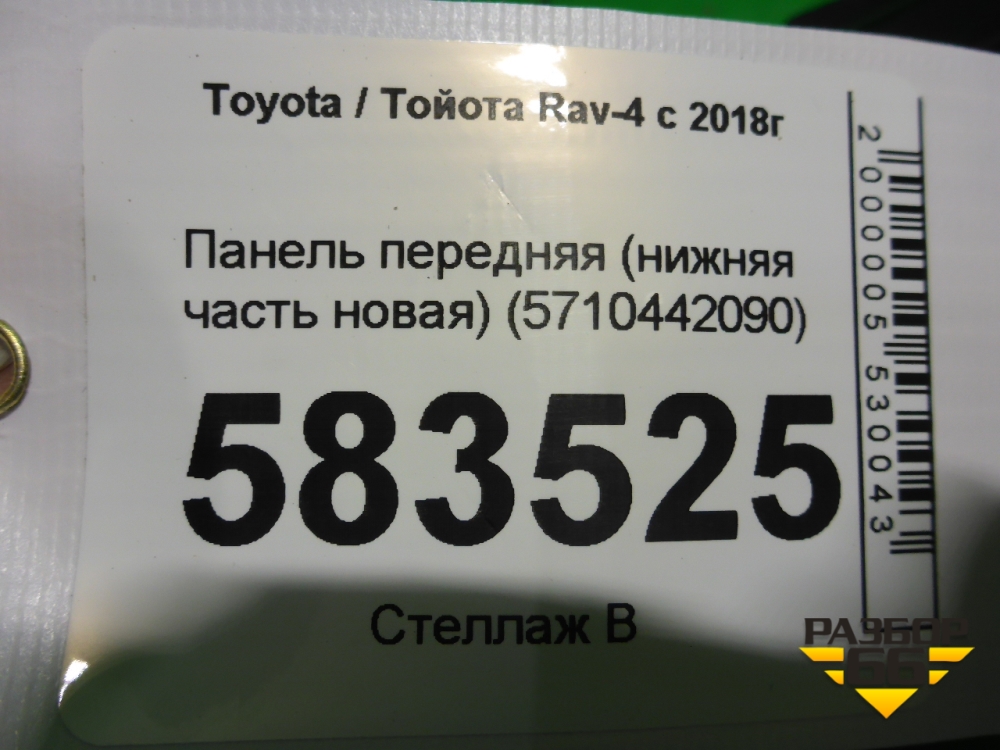 Toyota / Тойота Rav-4 с 2018г
Панель передняя (нижняя
часть новая) (5710442090)
583525
Стеллаж В
2000005530043
РАЗБОР
66